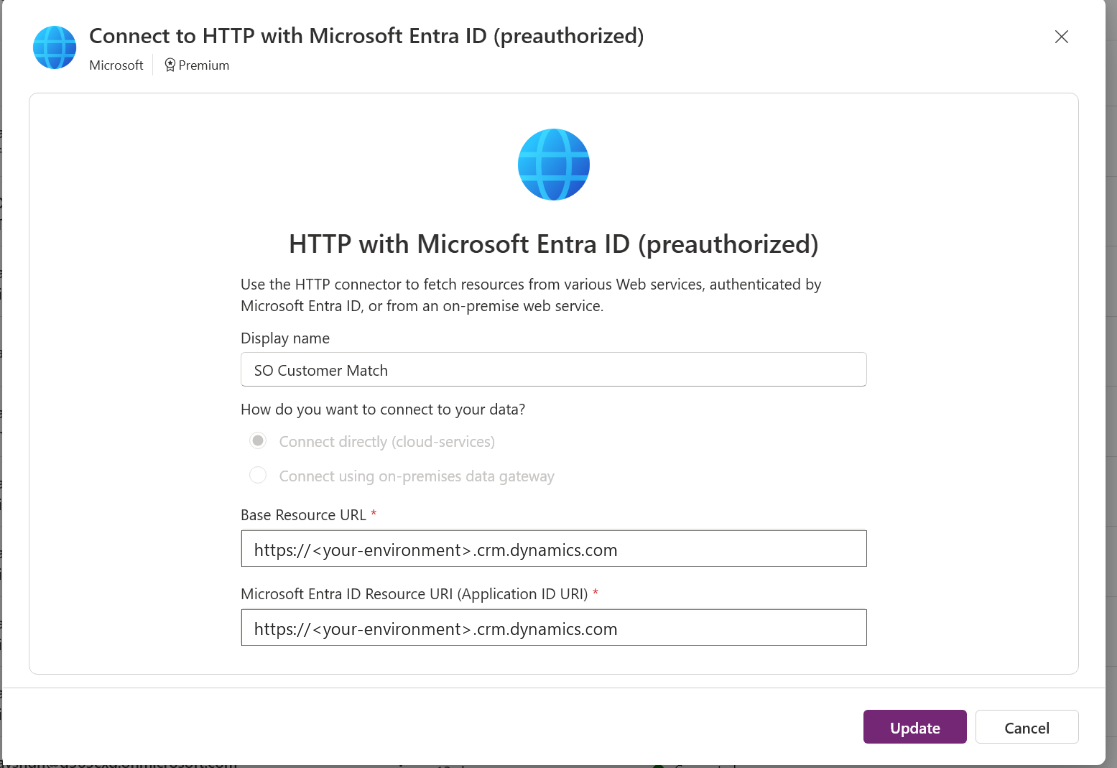 Connect to HTTP with Microsoft Entra ID (preauthorized)
Microsoft
Premium
HTTP with Microsoft Entra ID (preauthorized)
Use the HTTP connector to fetch resources from various Web services, authenticated by
Microsoft Entra ID, or from an on-premise web service.
Display name
SO Customer Match
How do you want to connect to your data?
Connect directly (cloud-services)
Connect using on-premises data gateway
Base Resource URL *
https://<your-environment>.crm.dynamics.com
Microsoft Entra ID Resource URI (Application ID URI) *
https://<your-environment>.crm.dynamics.com
Update
Cancel